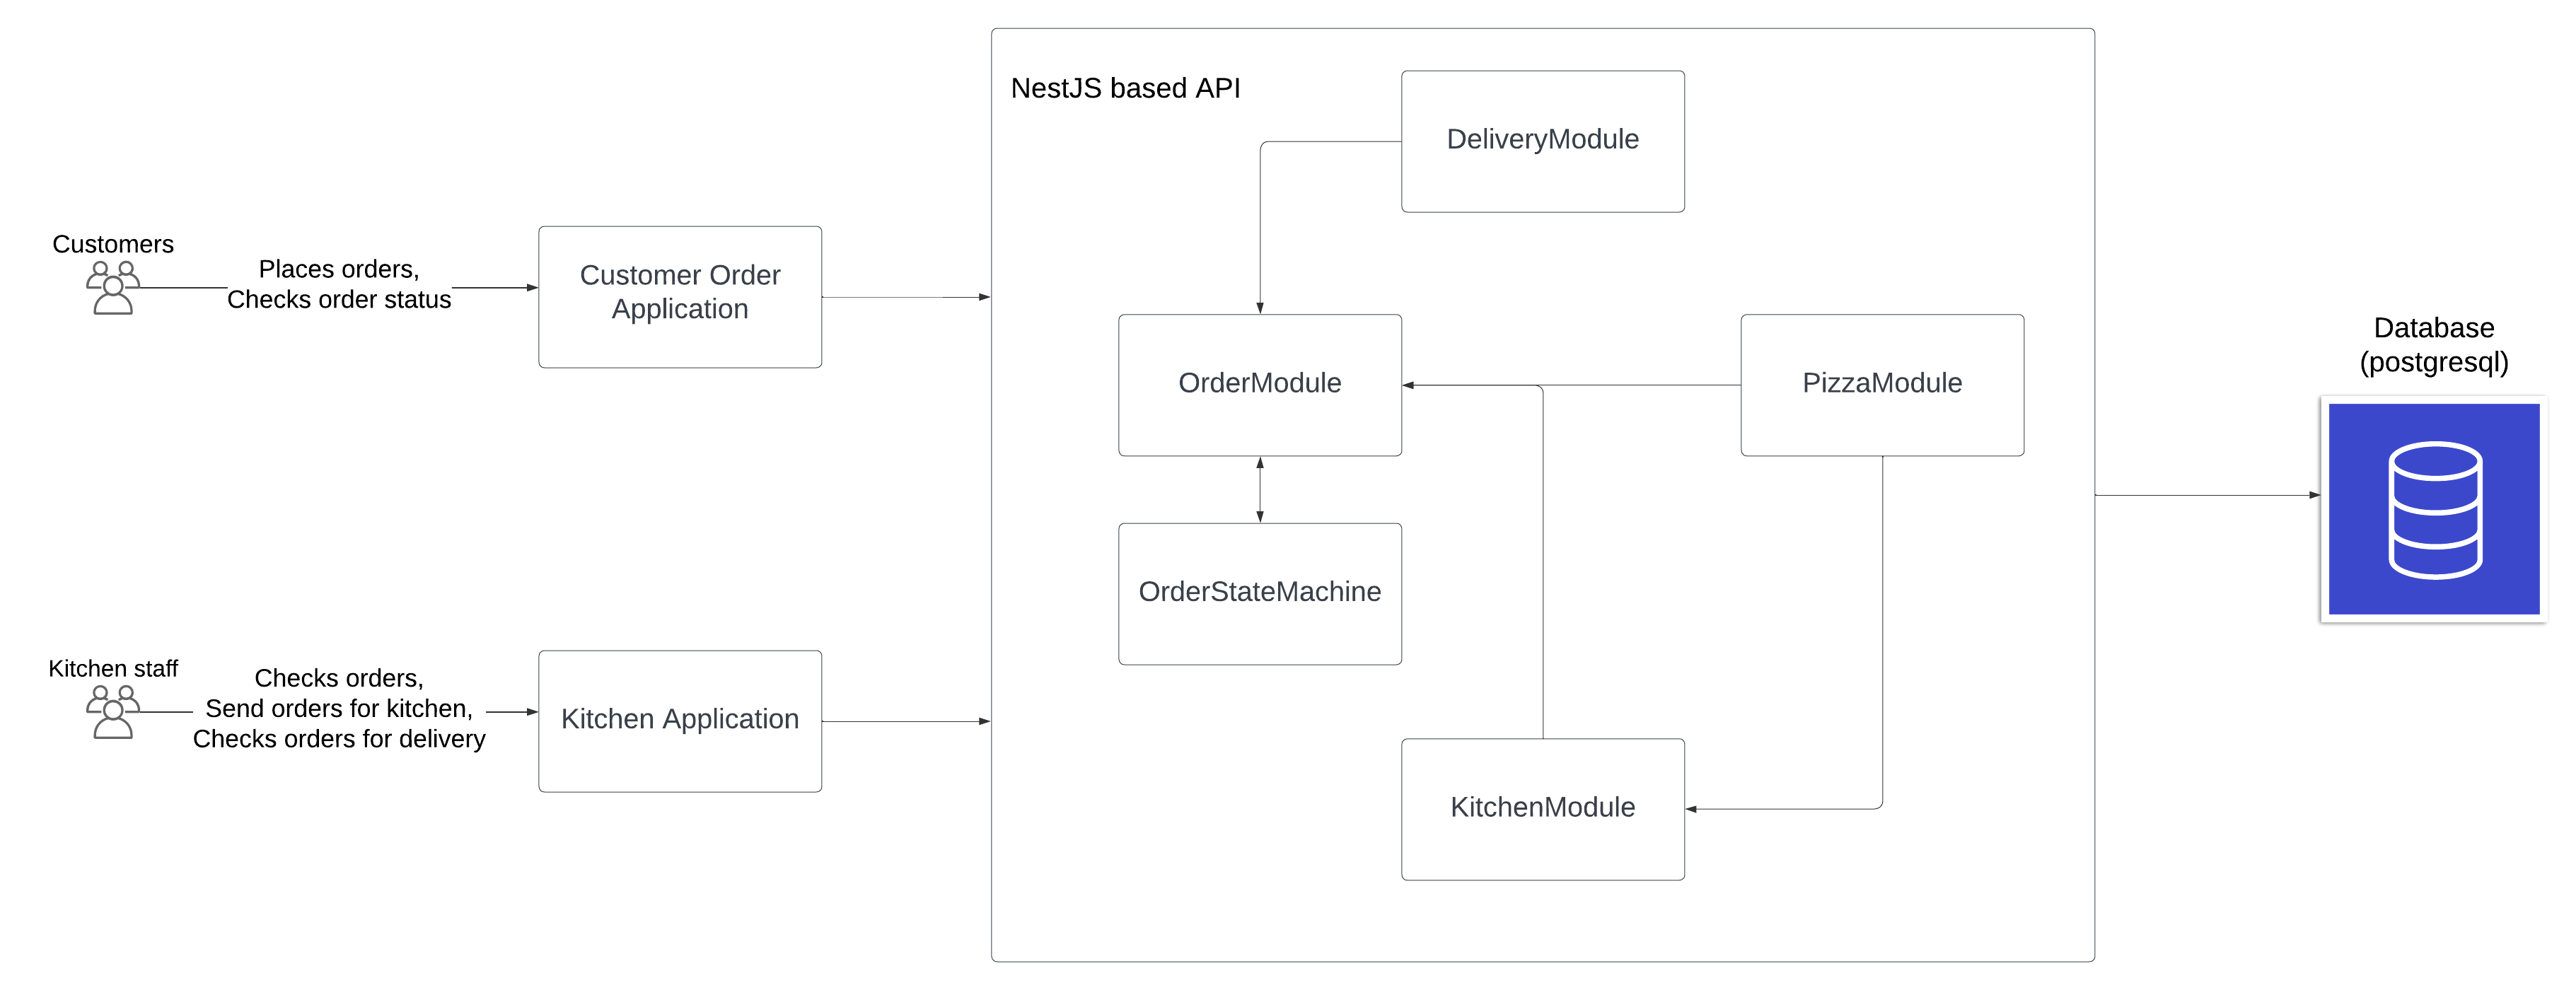 NestJS based API
DeliveryModule
Customers
Places orders,
Checks order status
Customer Order
Application
OrderModule
PizzaModule
Database
(postgresql)
OrderStateMachine
Kitchen staff
Checks orders,
Send orders for kitchen,
Checks orders for delivery
Kitchen Application
KitchenModule